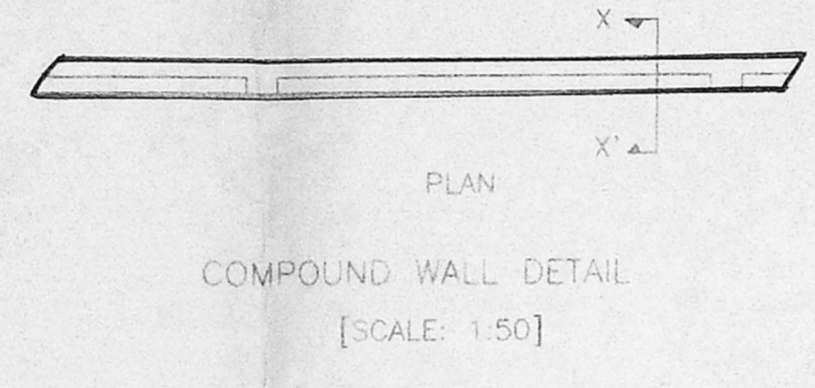 X
X'
PLAN
COMPOUND WALL DETAIL
[SCALE: 1:50]